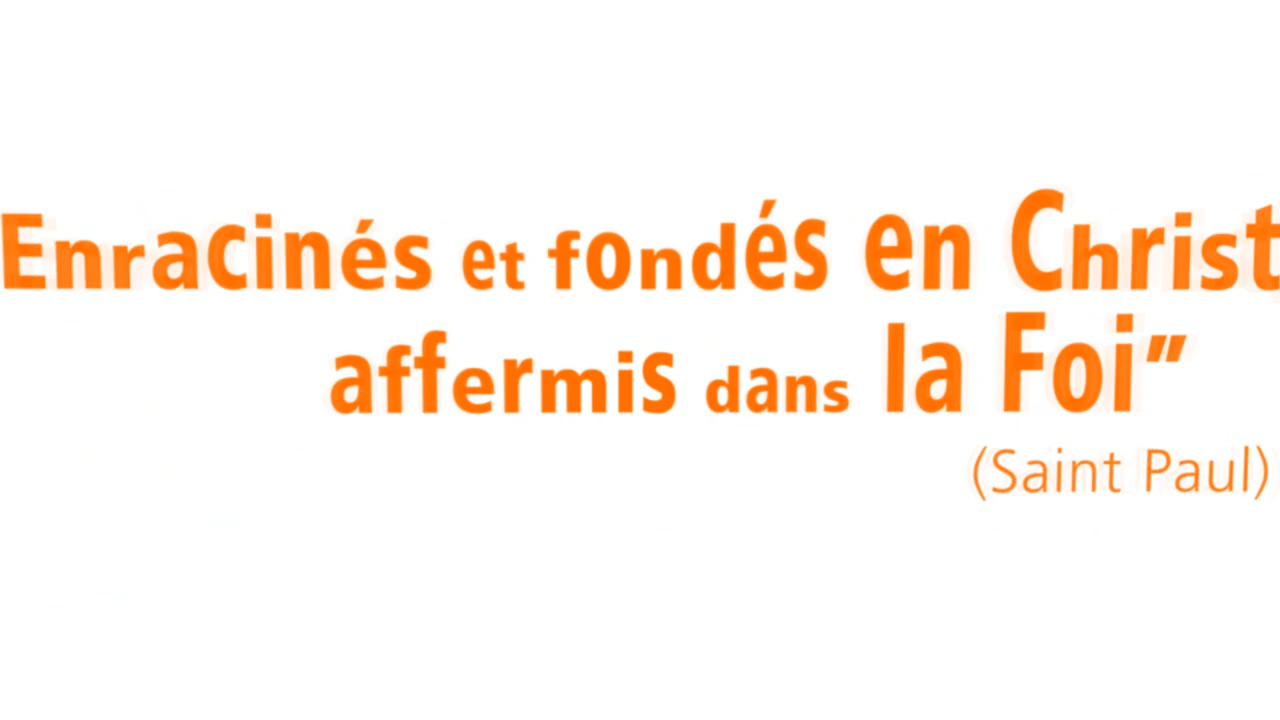 Enracinés et fondés en Christ
affermis dans la Foi”
(Saint Paul)